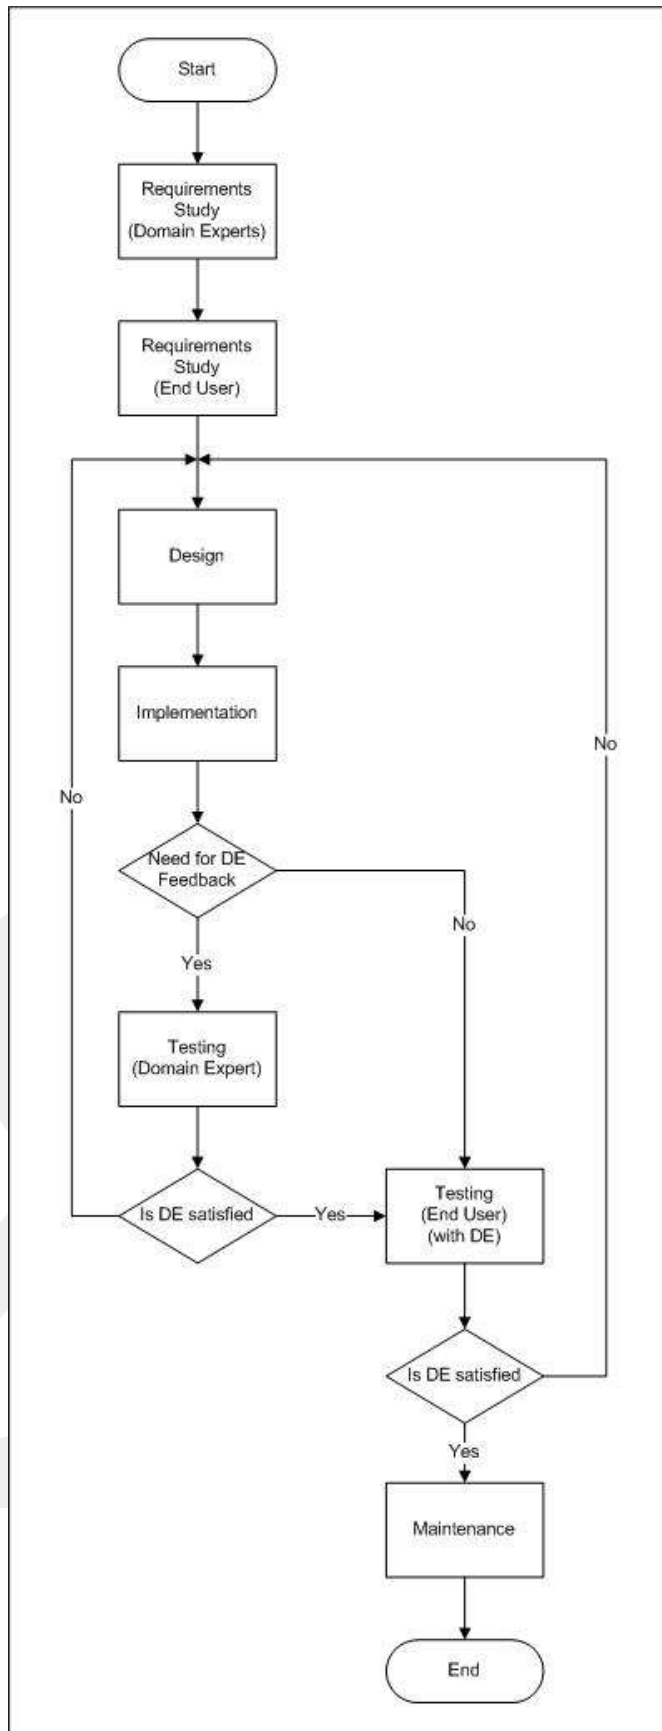 Start
Requirements
Study
(Domain Experts)
Requirements
Study
(End User)
Design
Implementation
No
No
Need for DE
Feedback
No
Yes
Testing
(Domain Expert)
Is DE satisfied
Yes
Testing
(End User)
(with DE)
Is DE satisfied
Yes
Maintenance
End